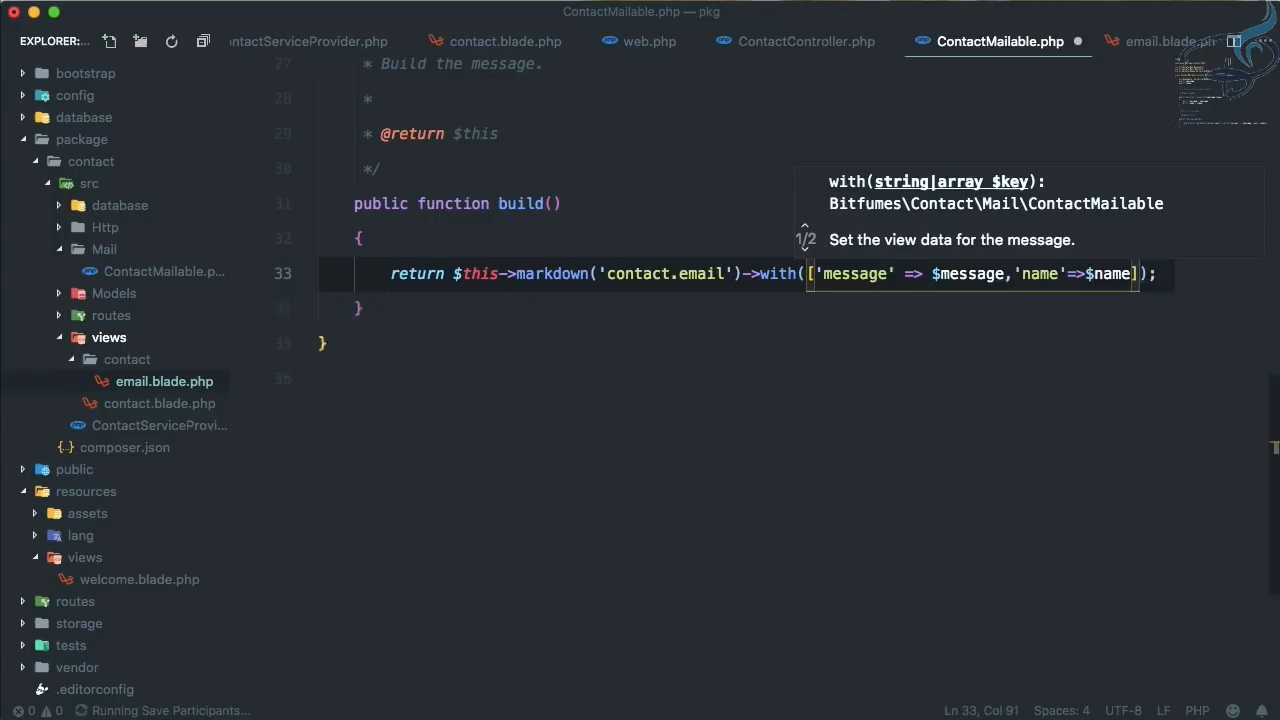 ContactMailable.php — pkg
EXPLORER:...
ntactServiceProvider.php
contact.blade.php
web.php
ContactController.php
ContactMailable.php
email.blade.ph
bootstrap
config
database
package
contact
src
database
Http
Mail
ContactMailable.p...
Models
routes
views
contact
email.blade.php
contact.blade.php
ContactServiceProvi...
composer.json
public
resources
assets
lang
views
welcome.blade.php
routes
storage
tests
vendor
.editorconfig
27 * Build the message.
28 *
29 * @return $this
30 */
31 public function build()
32 {
33 return $this->markdown('contact.email')->with(['message' => $message,'name'=>$name]);
34 }
35 }
36
with(string|array $key):
Bitfumes\Contact\Mail\ContactMailable
1/2 Set the view data for the message.
0 0 Running Save Participants...
Ln 33, Col 91 Spaces: 4 UTF-8 LF PHP